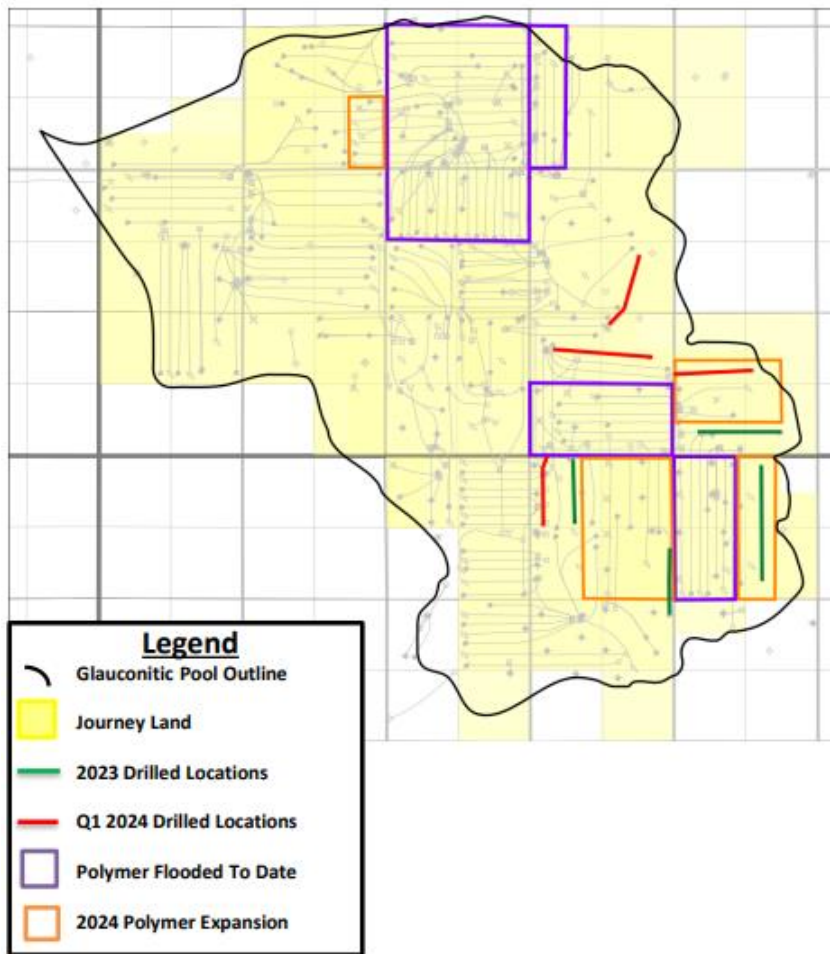 Legend
Glauconitic Pool Outline
Journey Land
2023 Drilled Locations
Q1 2024 Drilled Locations
Polymer Flooded To Date
2024 Polymer Expansion